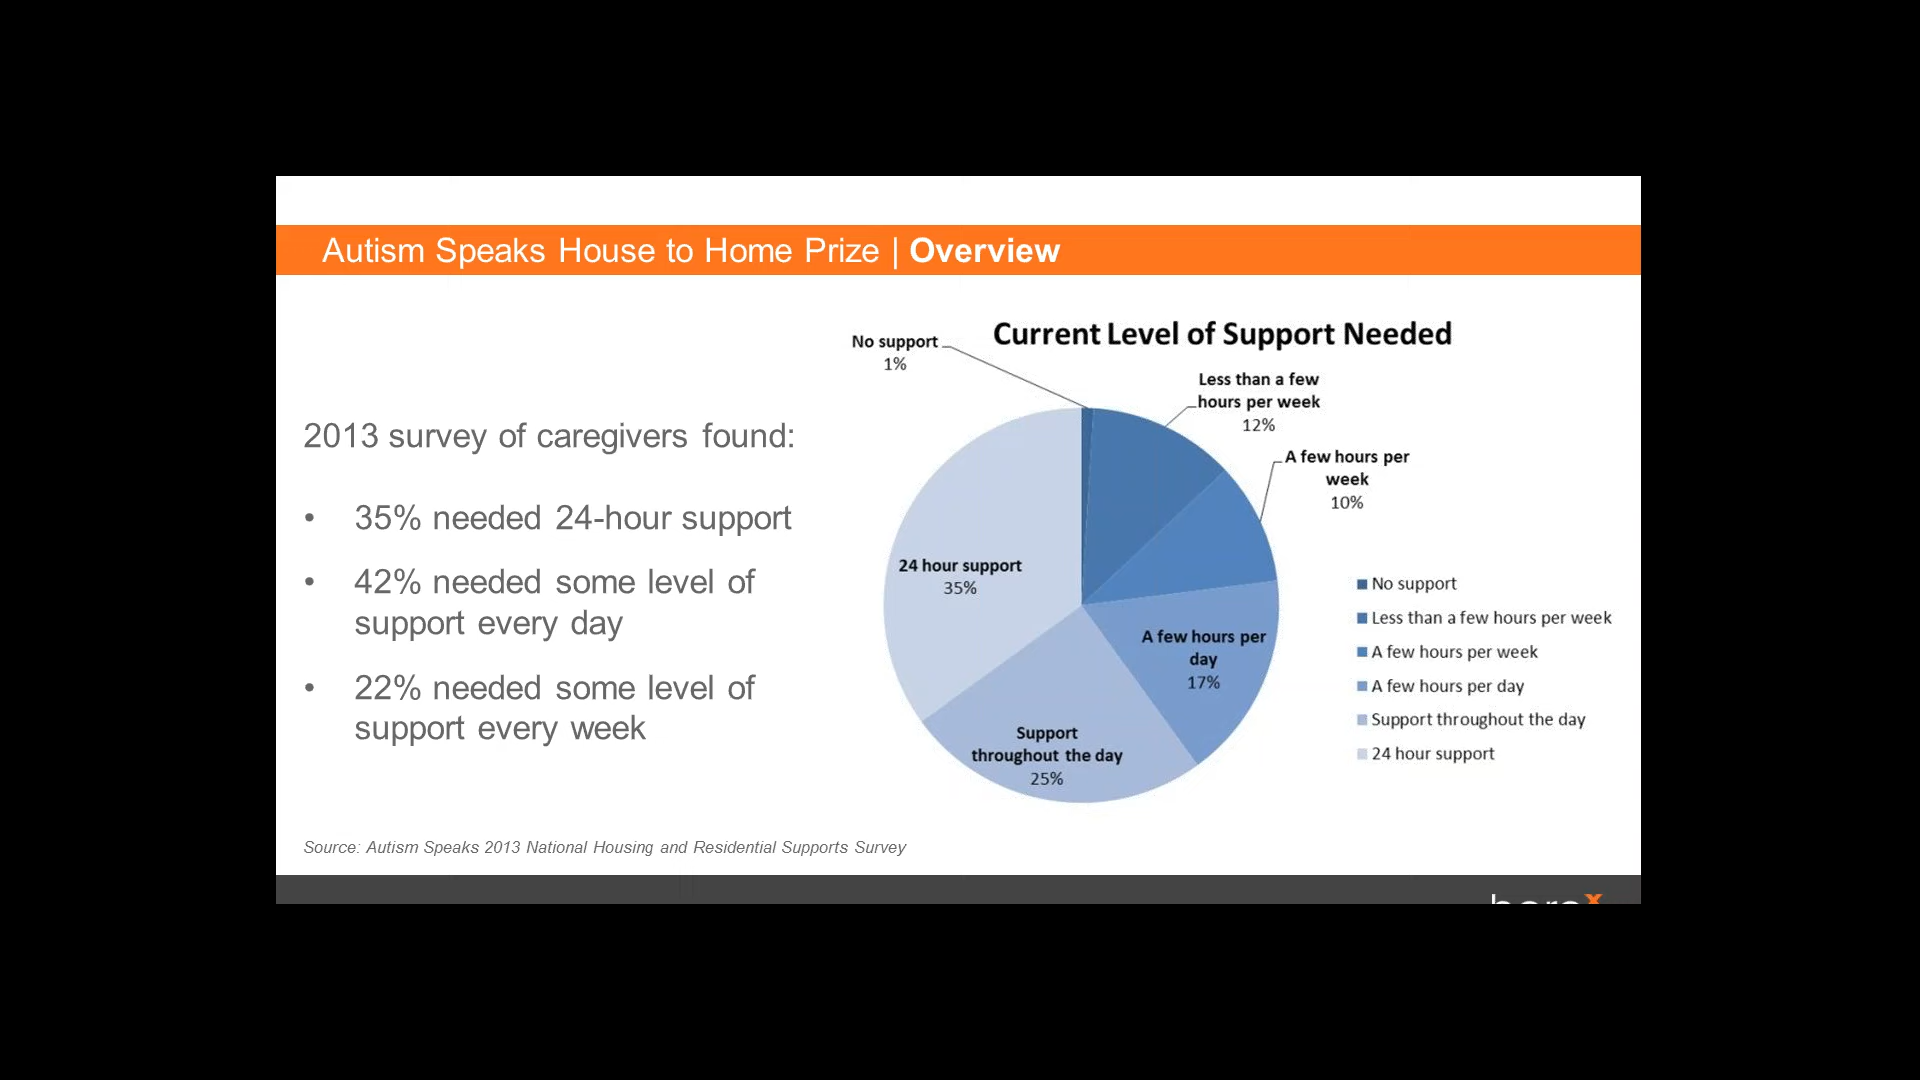 Autism Speaks House to Home Prize | Overview
2013 survey of caregivers found:
• 35% needed 24-hour support
• 42% needed some level of
support every day
• 22% needed some level of
support every week
Source: Autism Speaks 2013 National Housing and Residential Supports Survey
Current Level of Support Needed
No support
1%
Less than a few
hours per week
12%
A few hours per
week
10%
24 hour support
35%
A few hours per
day
17%
Support
throughout the day
25%
No support
Less than a few hours per week
A few hours per week
A few hours per day
Support throughout the day
24 hour support